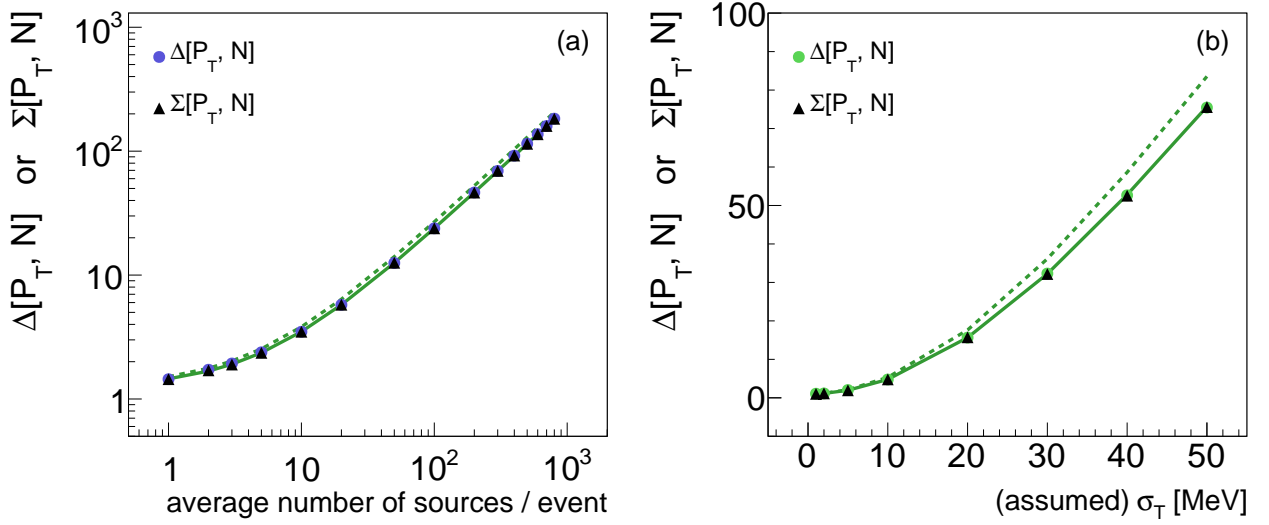 Δ[P_T, N] or Σ[P_T, N]
10³
10²
10
1
(a)
Δ[P_T, N]
Σ[P_T, N]
1 10 10² 10³
average number of sources / event
Δ[P_T, N] or Σ[P_T, N]
100
50
0
(b)
Δ[P_T, N]
Σ[P_T, N]
0 10 20 30 40 50
(assumed) σ_T [MeV]